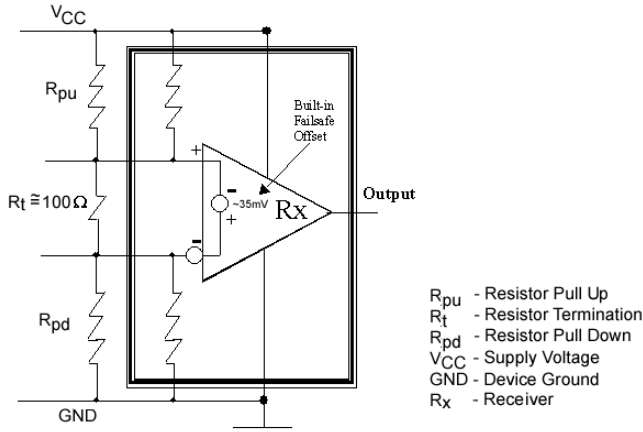 VCC
Rpu
Built-in
Failsafe
Offset
+
-
Rt ≅100Ω
~35mV
+
Rx
Output
-
Rpd
GND
Rpu - Resistor Pull Up
Rt - Resistor Termination
Rpd - Resistor Pull Down
VCC - Supply Voltage
GND - Device Ground
Rx - Receiver